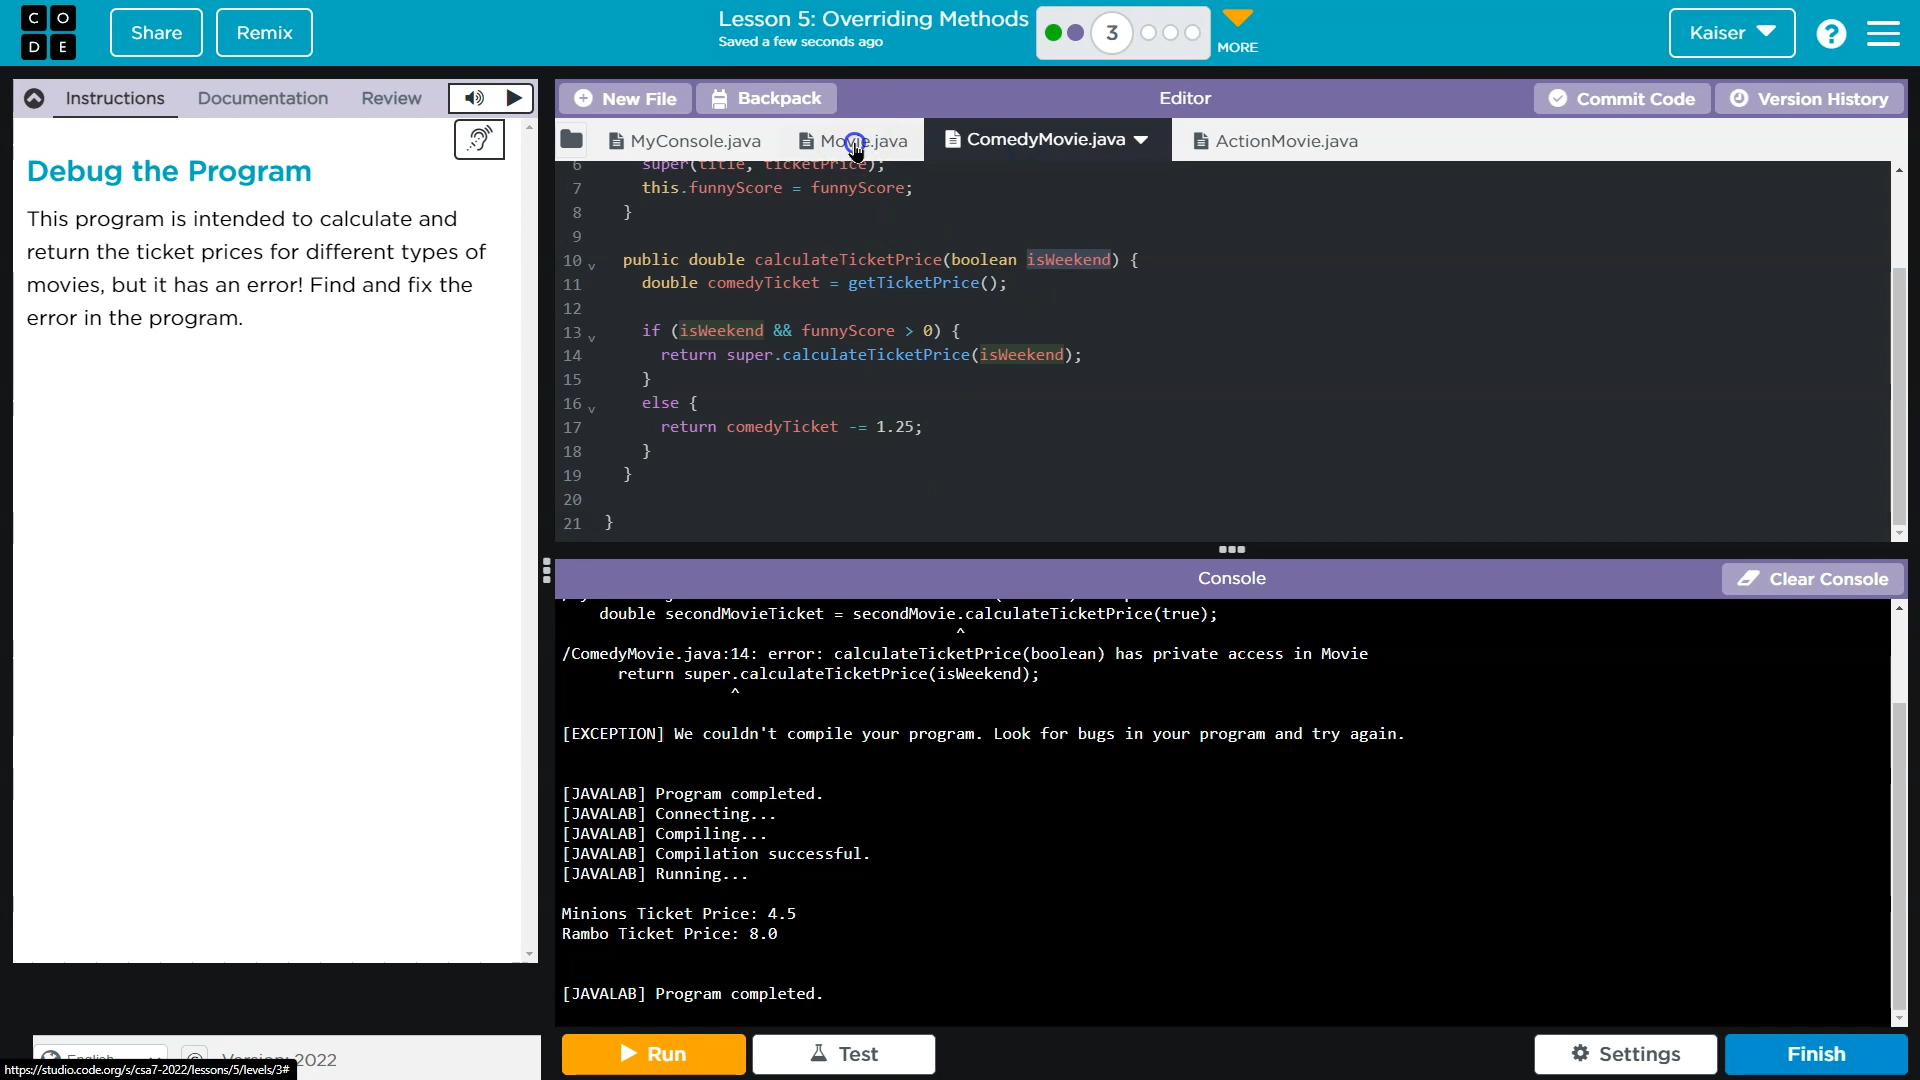 CODE
Share
Remix
Lesson 5: Overriding Methods
Saved a few seconds ago
3
MORE
Kaiser
?
Instructions
Documentation
Review
New File
Backpack
Editor
Commit Code
Version History
MyConsole.java
Movie.java
ComedyMovie.java
ActionMovie.java
Debug the Program
This program is intended to calculate and
return the ticket prices for different types of
movies, but it has an error! Find and fix the
error in the program.
6 super(title, ticketPrice);
7 this.funnyScore = funnyScore;
8 }
9
10 public double calculateTicketPrice(boolean isWeekend) {
11 double comedyTicket = getTicketPrice();
12
13 if (isWeekend && funnyScore > 0) {
14 return super.calculateTicketPrice(isWeekend);
15 }
16 else {
17 return comedyTicket -= 1.25;
18 }
19 }
20
21 }
Console
Clear Console
double secondMovieTicket = secondMovie.calculateTicketPrice(true);
^
/ComedyMovie.java:14: error: calculateTicketPrice(boolean) has private access in Movie
return super.calculateTicketPrice(isWeekend);
^
[EXCEPTION] We couldn't compile your program. Look for bugs in your program and try again.
[JAVALAB] Program completed.
[JAVALAB] Connecting...
[JAVALAB] Compiling...
[JAVALAB] Compilation successful.
[JAVALAB] Running...
Minions Ticket Price: 4.5
Rambo Ticket Price: 8.0
[JAVALAB] Program completed.
English
Version: 2022
https://studio.code.org/s/csa7-2022/lessons/5/levels/3#
Run
Test
Settings
Finish